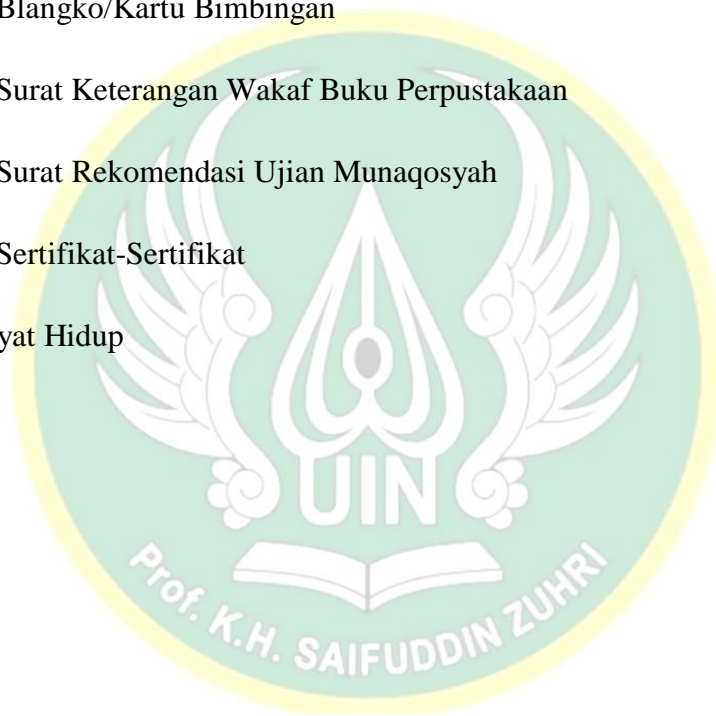 Blangko/Kartu Bimbingan
Surat Keterangan Wakaf Buku Perpustakaan
Surat Rekomendasi Ujian Munaqosyah
Sertifikat-Sertifikat
yat Hidup
UIN
Prof. K.H. SAIFUDDIN ZUHRI